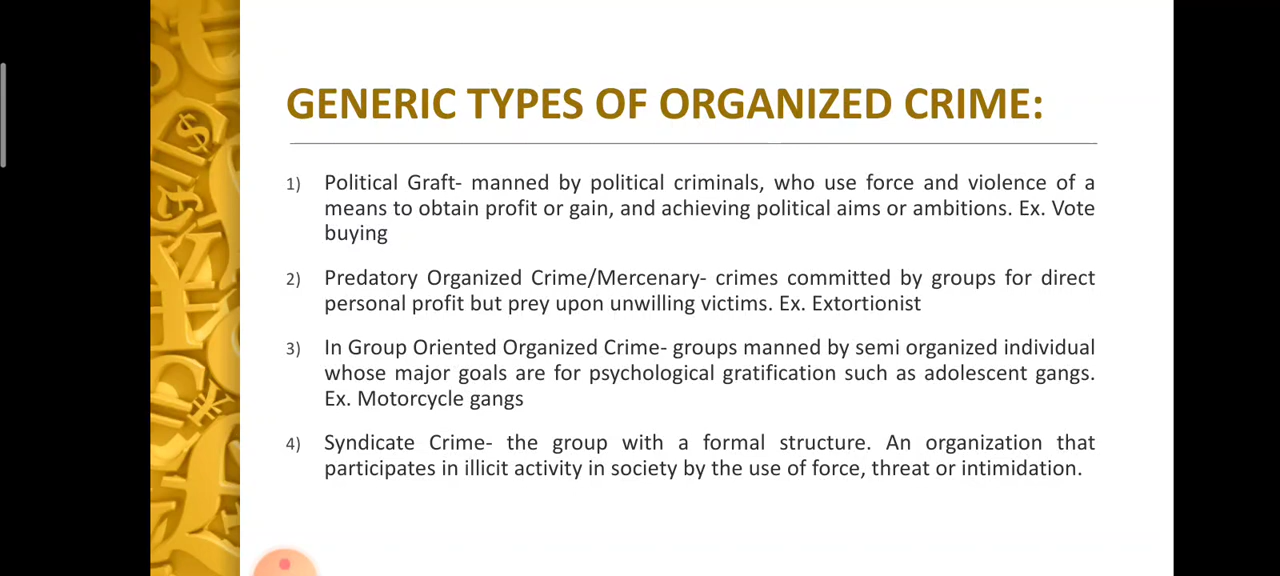 GENERIC TYPES OF ORGANIZED CRIME:
1) Political Graft- manned by political criminals, who use force and violence of a
means to obtain profit or gain, and achieving political aims or ambitions. Ex. Vote
buying
2) Predatory Organized Crime/Mercenary- crimes committed by groups for direct
personal profit but prey upon unwilling victims. Ex. Extortionist
3) In Group Oriented Organized Crime- groups manned by semi organized individual
whose major goals are for psychological gratification such as adolescent gangs.
Ex. Motorcycle gangs
4) Syndicate Crime- the group with a formal structure. An organization that
participates in illicit activity in society by the use of force, threat or intimidation.